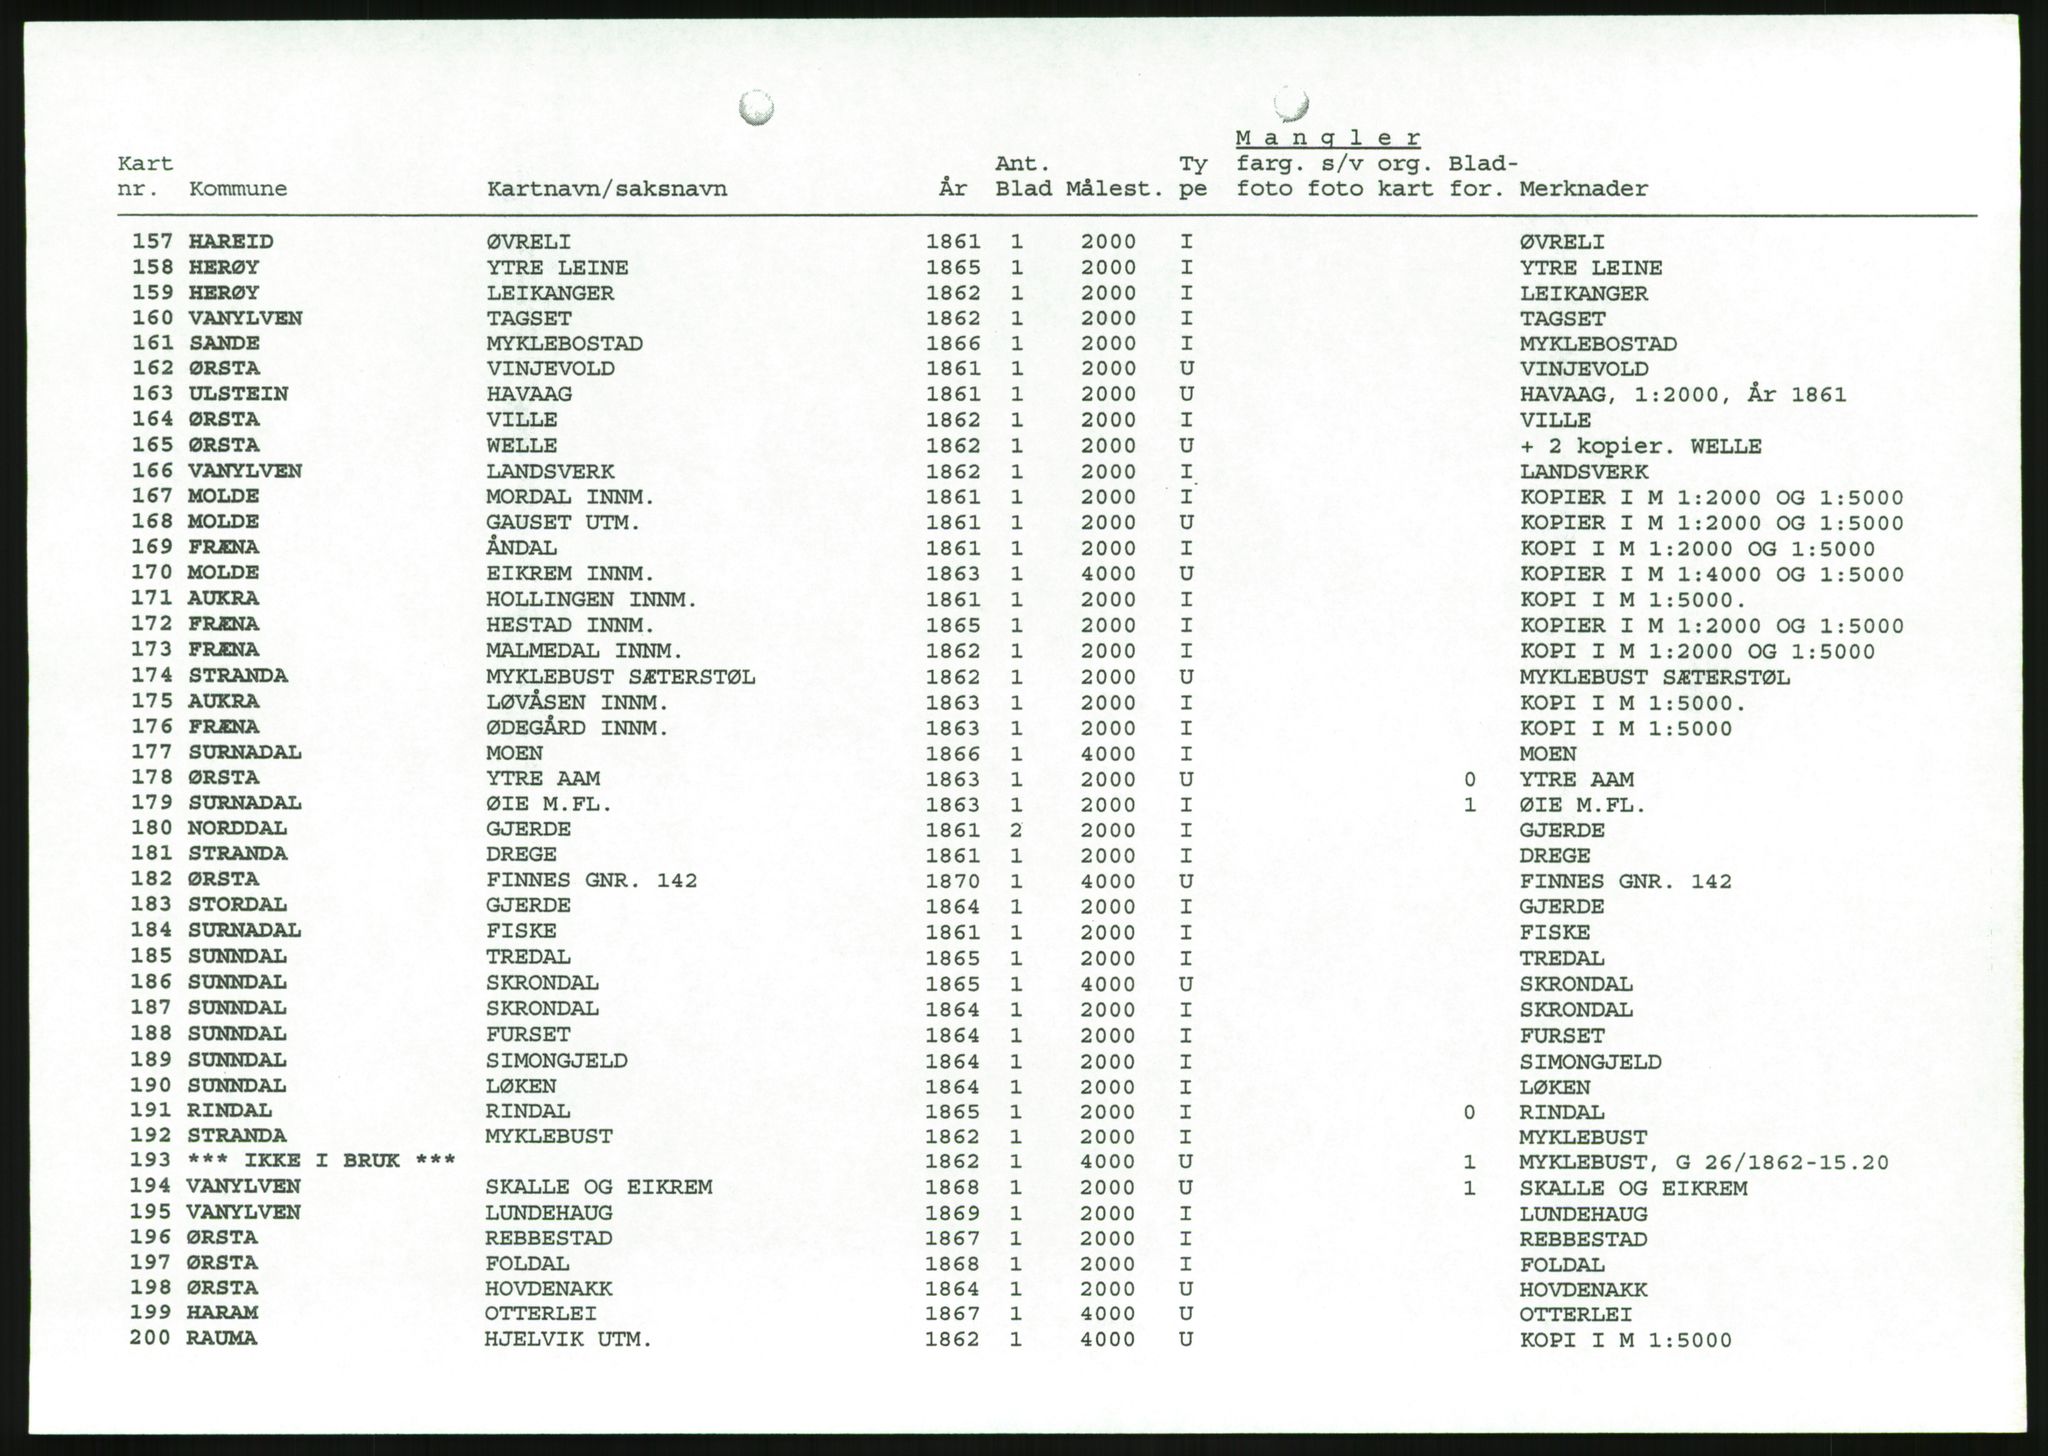 M a n g l e r
Kart Ant. Ty farg. s/v org. Blad-
nr. Kommune Kartnavn/saksnavn År Blad Målest. pe foto foto kart for. Merknader
157 HAREID ØVRELI 1861 1 2000 I ØVRELI
158 HERØY YTRE LEINE 1865 1 2000 I YTRE LEINE
159 HERØY LEIKANGER 1862 1 2000 I LEIKANGER
160 VANYLVEN TAGSET 1862 1 2000 I TAGSET
161 SANDE MYKLEBOSTAD 1866 1 2000 I MYKLEBOSTAD
162 ØRSTA VINJEVOLD 1861 1 2000 U VINJEVOLD
163 ULSTEIN HAVAAG 1861 1 2000 U HAVAAG, 1:2000, År 1861
164 ØRSTA VILLE 1862 1 2000 I VILLE
165 ØRSTA WELLE 1862 1 2000 U + 2 kopier. WELLE
166 VANYLVEN LANDSVERK 1862 1 2000 I LANDSVERK
167 MOLDE MORDAL INNM. 1861 1 2000 I KOPIER I M 1:2000 OG 1:5000
168 MOLDE GAUSET UTM. 1861 1 2000 U KOPIER I M 1:2000 OG 1:5000
169 FRÆNA ÅNDAL 1861 1 2000 I KOPI I M 1:2000 OG 1:5000
170 MOLDE EIKREM INNM. 1863 1 4000 U KOPIER I M 1:4000 OG 1:5000
171 AUKRA HOLLINGEN INNM. 1861 1 2000 I KOPI I M 1:5000.
172 FRÆNA HESTAD INNM. 1865 1 2000 I KOPIER I M 1:2000 OG 1:5000
173 FRÆNA MALMEDAL INNM. 1862 1 2000 I KOPI I M 1:2000 OG 1:5000
174 STRANDA MYKLEBUST SÆTERSTØL 1862 1 2000 U MYKLEBUST SÆTERSTØL
175 AUKRA LØVÅSEN INNM. 1863 1 2000 I KOPI I M 1:5000.
176 FRÆNA ØDEGÅRD INNM. 1863 1 2000 I KOPI I M 1:5000
177 SURNADAL MOEN 1866 1 4000 I MOEN
178 ØRSTA YTRE AAM 1863 1 2000 U 0 YTRE AAM
179 SURNADAL ØIE M.FL. 1863 1 2000 I 1 ØIE M.FL.
180 NORDDAL GJERDE 1861 2 2000 I GJERDE
181 STRANDA DREGE 1861 1 2000 I DREGE
182 ØRSTA FINNES GNR. 142 1870 1 4000 U FINNES GNR. 142
183 STORDAL GJERDE 1864 1 2000 I GJERDE
184 SURNADAL FISKE 1861 1 2000 I FISKE
185 SUNNDAL TREDAL 1865 1 2000 I TREDAL
186 SUNNDAL SKRONDAL 1865 1 4000 U SKRONDAL
187 SUNNDAL SKRONDAL 1864 1 2000 I SKRONDAL
188 SUNNDAL FURSET 1864 1 2000 I FURSET
189 SUNNDAL SIMONGJELD 1864 1 2000 I SIMONGJELD
190 SUNNDAL LØKEN 1864 1 2000 I LØKEN
191 RINDAL RINDAL 1865 1 2000 I 0 RINDAL
192 STRANDA MYKLEBUST 1862 1 2000 I MYKLEBUST
193 *** IKKE I BRUK *** 1862 1 4000 U 1 MYKLEBUST, G 26/1862-15.20
194 VANYLVEN SKALLE OG EIKREM 1868 1 2000 U 1 SKALLE OG EIKREM
195 VANYLVEN LUNDEHAUG 1869 1 2000 I LUNDEHAUG
196 ØRSTA REBBESTAD 1867 1 2000 I REBBESTAD
197 ØRSTA FOLDAL 1868 1 2000 I FOLDAL
198 ØRSTA HOVDENAKK 1864 1 2000 U HOVDENAKK
199 HARAM OTTERLEI 1867 1 4000 U OTTERLEI
200 RAUMA HJELVIK UTM. 1862 1 4000 U KOPI I M 1:5000